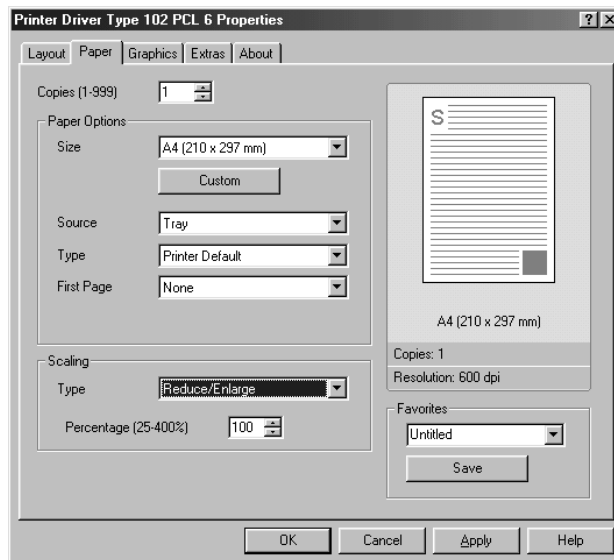 Printer Driver Type 102 PCL 6 Properties
Layout Paper Graphics Extras About
Copies (1-999) 1
Paper Options
Size A4 (210 x 297 mm)
Custom
Source Tray
Type Printer Default
First Page None
Scaling
Type Reduce/Enlarge
Percentage (25-400%) 100
S
A4 (210 x 297 mm)
Copies: 1
Resolution: 600 dpi
Favorites
Untitled
Save
OK Cancel Apply Help